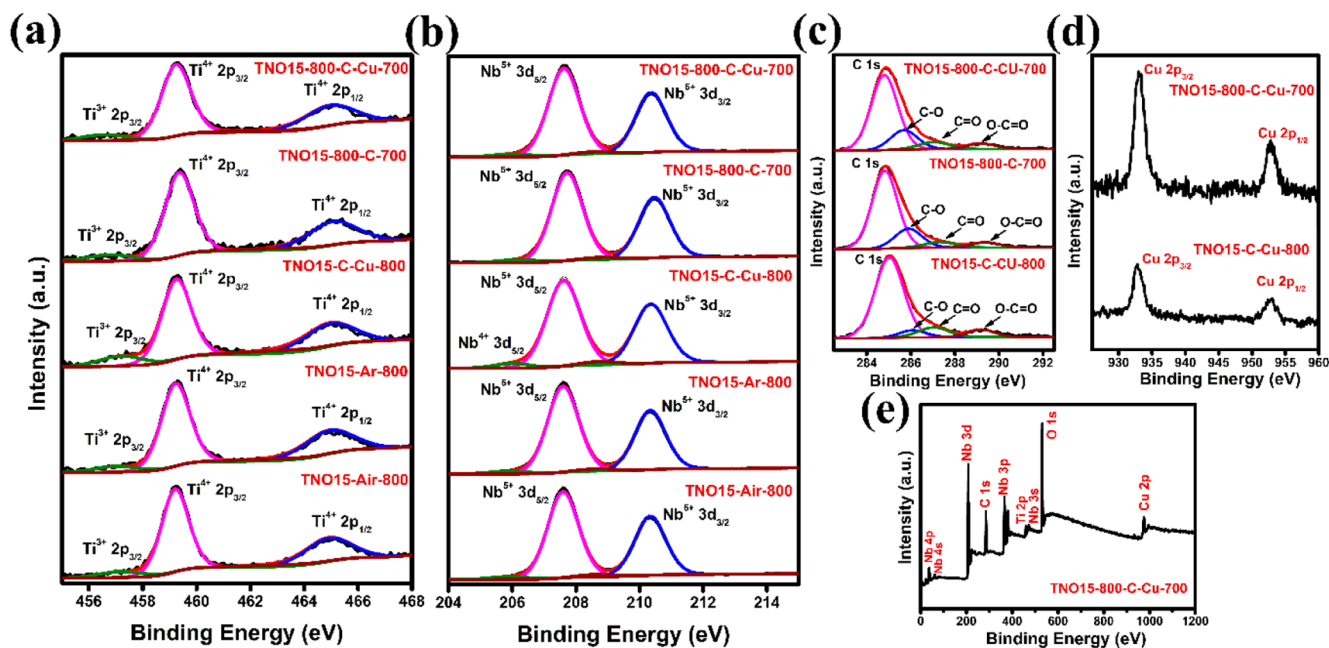 (a)
Intensity (a.u.)
Ti³⁺ 2p₃/₂
Ti⁴⁺ 2p₃/₂
TNO15-800-C-Cu-700
Ti⁴⁺ 2p₁/₂
Ti³⁺ 2p₃/₂
Ti⁴⁺ 2p₃/₂
TNO15-800-C-700
Ti⁴⁺ 2p₁/₂
Ti³⁺ 2p₃/₂
Ti⁴⁺ 2p₃/₂
TNO15-C-Cu-800
Ti⁴⁺ 2p₁/₂
Ti³⁺ 2p₃/₂
Ti⁴⁺ 2p₃/₂
TNO15-Ar-800
Ti⁴⁺ 2p₁/₂
Ti³⁺ 2p₃/₂
Ti⁴⁺ 2p₃/₂
TNO15-Air-800
Ti⁴⁺ 2p₁/₂
456 458 460 462 464 466 468
Binding Energy (eV)
(b)
Nb⁵⁺ 3d₅/₂
TNO15-800-C-Cu-700
Nb⁵⁺ 3d₃/₂
Nb⁵⁺ 3d₅/₂
TNO15-800-C-700
Nb⁵⁺ 3d₃/₂
Nb⁵⁺ 3d₅/₂
TNO15-C-Cu-800
Nb⁵⁺ 3d₃/₂
Nb⁴⁺ 3d₅/₂
Nb⁵⁺ 3d₅/₂
TNO15-Ar-800
Nb⁵⁺ 3d₃/₂
Nb⁵⁺ 3d₅/₂
TNO15-Air-800
Nb⁵⁺ 3d₃/₂
204 206 208 210 212 214
Binding Energy (eV)
(c)
Intensity (a.u.)
C 1s
TNO15-800-C-CU-700
C-O
C=O
O-C=O
C 1s
TNO15-800-C-700
C-O
C=O
O-C=O
C 1s
TNO15-C-CU-800
C-O
C=O
O-C=O
284 286 288 290 292
Binding Energy (eV)
(d)
Intensity (a.u.)
Cu 2p₃/₂
TNO15-800-C-Cu-700
Cu 2p₁/₂
TNO15-C-Cu-800
Cu 2p₃/₂
Cu 2p₁/₂
930 935 940 945 950 955 960
Binding Energy (eV)
(e)
Intensity (a.u.)
Nb 4p
Nb 4s
Nb 3d
C 1s
Nb 3p
Ti 2p
Nb 3s
O 1s
Cu 2p
TNO15-800-C-Cu-700
0 200 400 600 800 1000 1200
Binding Energy (eV)